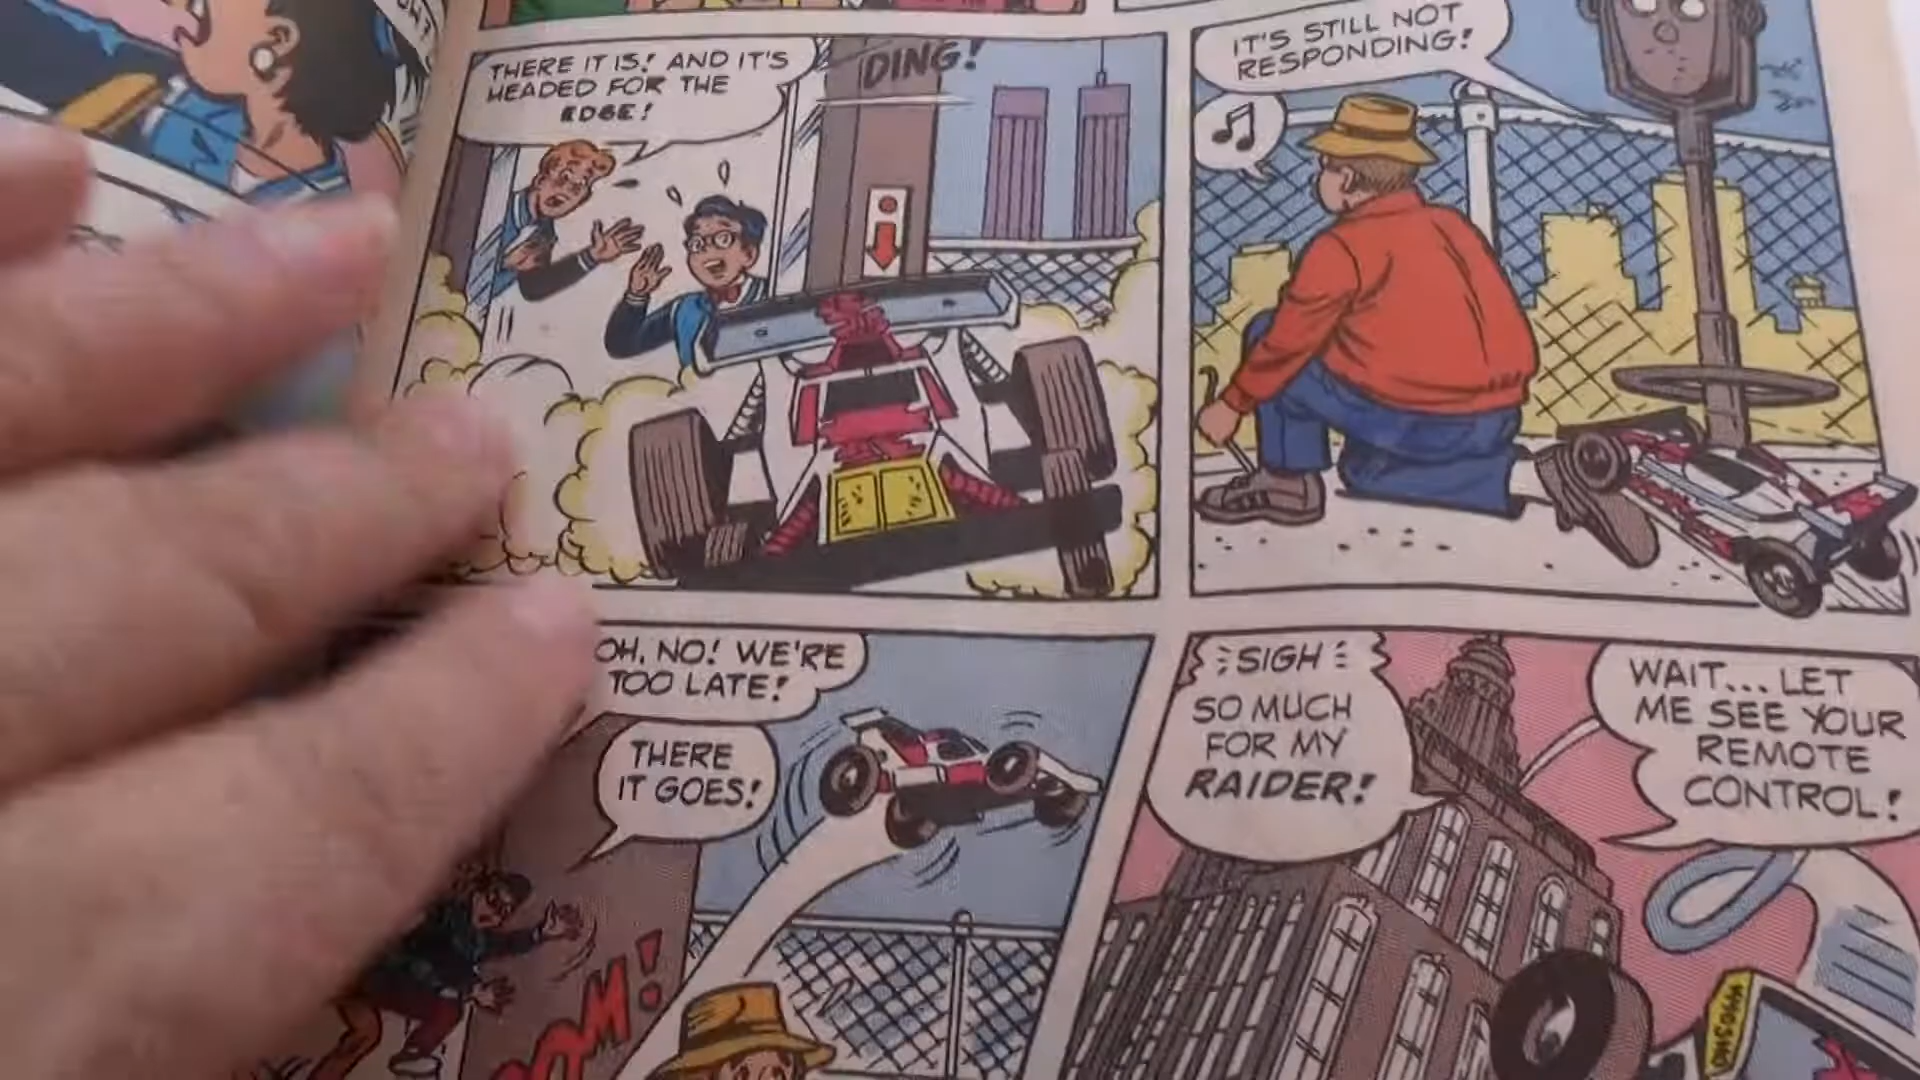 THERE IT IS! AND IT'S
HEADED FOR THE
EDGE!
DING!
IT'S STILL NOT
RESPONDING!
OH, NO! WE'RE
TOO LATE!
THERE
IT GOES!
SIGH
SO MUCH
FOR MY
RAIDER!
WAIT... LET
ME SEE YOUR
REMOTE
CONTROL!